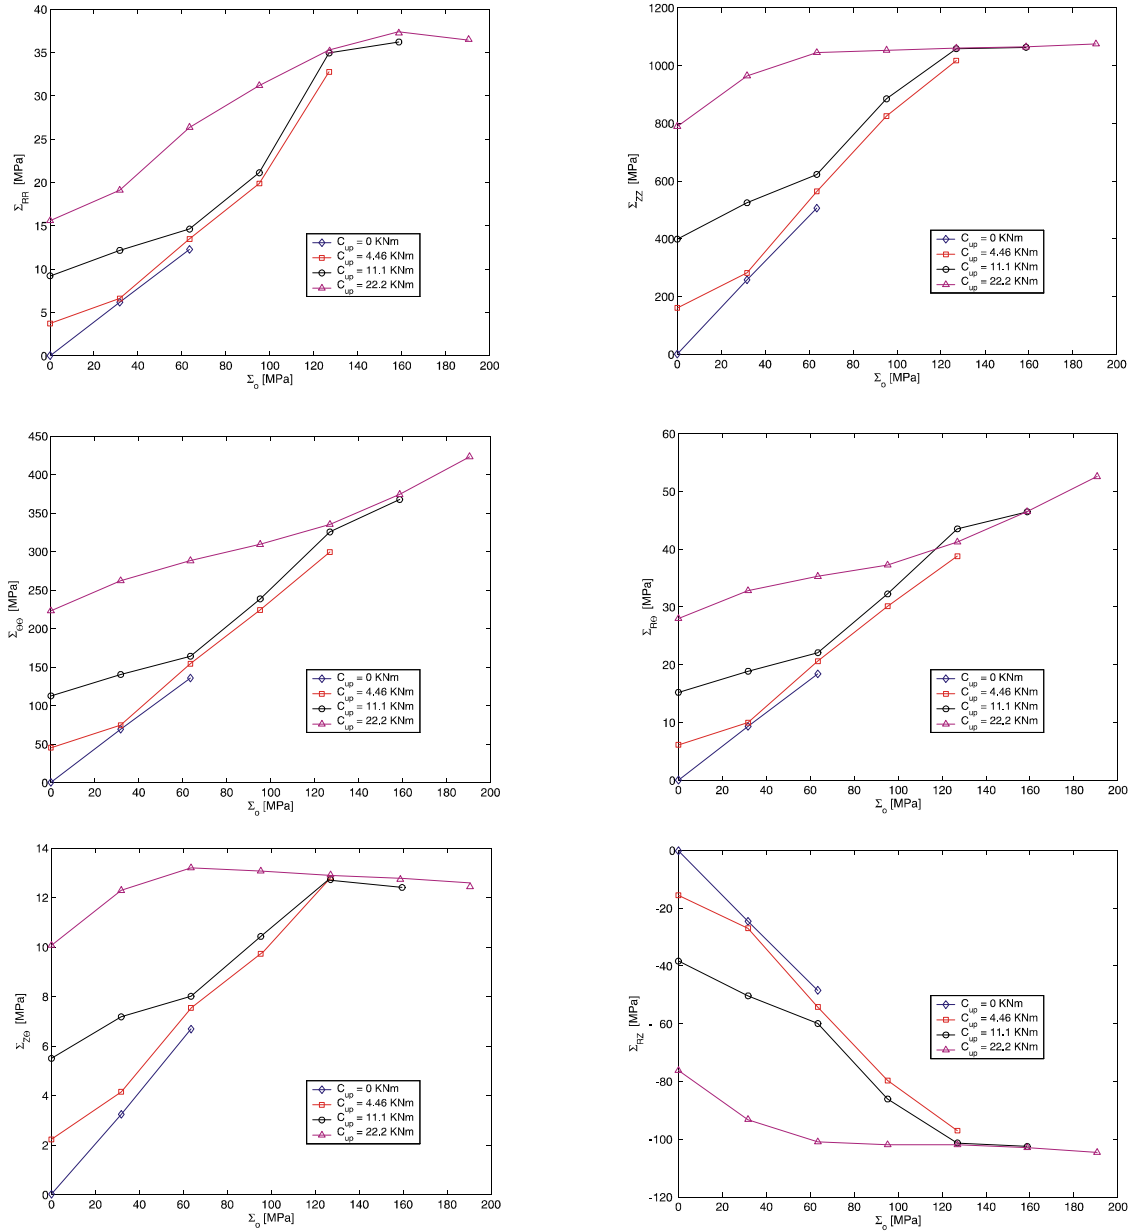 40
35
30
25
20
15
10
5
0
Σ_RR [MPa]
0 20 40 60 80 100 120 140 160 180 200
Σ_o [MPa]
C_up = 0 KNm
C_up = 4.46 KNm
C_up = 11.1 KNm
C_up = 22.2 KNm
1200
1000
800
600
400
200
0
Σ_ZZ [MPa]
0 20 40 60 80 100 120 140 160 180 200
Σ_o [MPa]
C_up = 0 KNm
C_up = 4.46 KNm
C_up = 11.1 KNm
C_up = 22.2 KNm
450
400
350
300
250
200
150
100
50
0
Σ_ΘΘ [MPa]
0 20 40 60 80 100 120 140 160 180 200
Σ_o [MPa]
C_up = 0 KNm
C_up = 4.46 KNm
C_up = 11.1 KNm
C_up = 22.2 KNm
60
50
40
30
20
10
0
Σ_RΘ [MPa]
0 20 40 60 80 100 120 140 160 180 200
Σ_o [MPa]
C_up = 0 KNm
C_up = 4.46 KNm
C_up = 11.1 KNm
C_up = 22.2 KNm
14
12
10
8
6
4
2
0
Σ_ZΘ [MPa]
0 20 40 60 80 100 120 140 160 180 200
Σ_o [MPa]
C_up = 0 KNm
C_up = 4.46 KNm
C_up = 11.1 KNm
C_up = 22.2 KNm
0
-20
-40
-60
-80
-100
-120
Σ_RZ [MPa]
0 20 40 60 80 100 120 140 160 180 200
Σ_o [MPa]
C_up = 0 KNm
C_up = 4.46 KNm
C_up = 11.1 KNm
C_up = 22.2 KNm